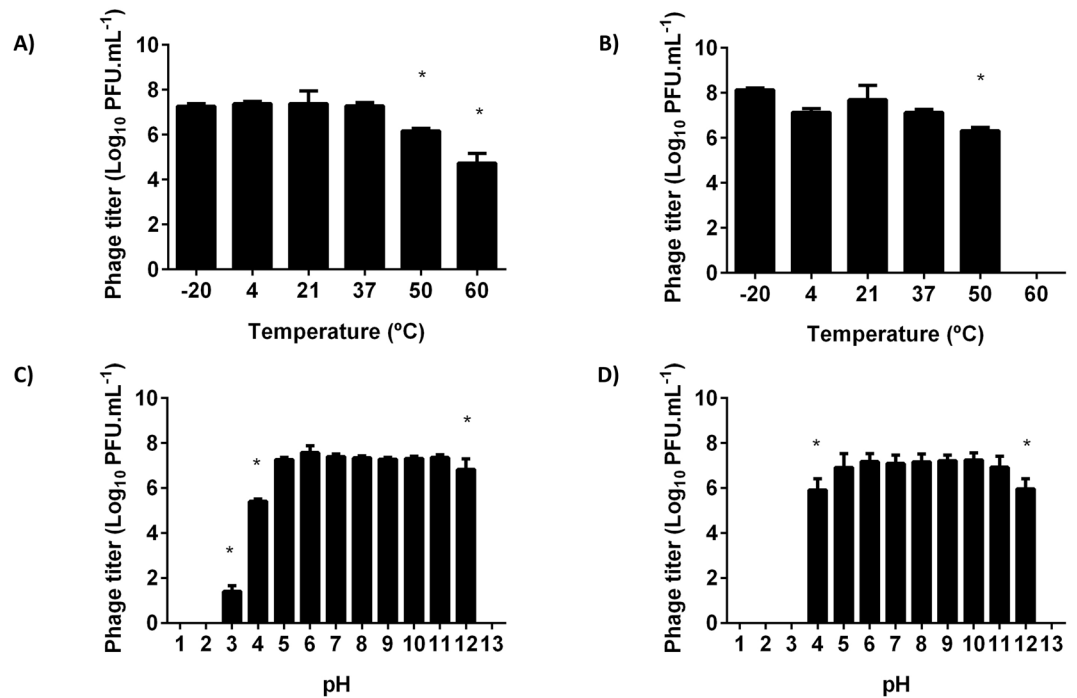 A)
Phage titer (Log10 PFU.mL-1)
10
8
6
4
2
0
* *
-20 4 21 37 50 60
Temperature (ºC)
B)
Phage titer (Log10 PFU.mL-1)
10
8
6
4
2
0
*
-20 4 21 37 50 60
Temperature (ºC)
C)
Phage titer (Log10 PFU.mL-1)
10
8
6
4
2
0
* * *
1 2 3 4 5 6 7 8 9 10 11 12 13
pH
D)
Phage titer (Log10 PFU.mL-1)
10
8
6
4
2
0
* *
1 2 3 4 5 6 7 8 9 10 11 12 13
pH